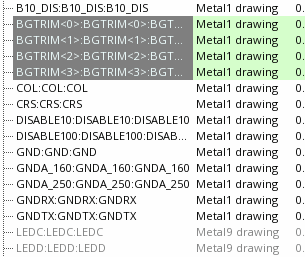 B10_DIS:B10_DIS:B10_DIS Metal1 drawing 0.
BGTRIM<0>:BGTRIM<0>:BGT... Metal1 drawing 0.
BGTRIM<1>:BGTRIM<1>:BGT... Metal1 drawing 0.
BGTRIM<2>:BGTRIM<2>:BGT... Metal1 drawing 0.
BGTRIM<3>:BGTRIM<3>:BGT... Metal1 drawing 0.
COL:COL:COL Metal1 drawing 0.
CRS:CRS:CRS Metal1 drawing 0.
DISABLE10:DISABLE10:DISABLE10 Metal1 drawing 0.
DISABLE100:DISABLE100:DISAB... Metal1 drawing 0.
GND:GND:GND Metal1 drawing 0.
GNDA_160:GNDA_160:GNDA_160 Metal1 drawing 0.
GNDA_250:GNDA_250:GNDA_250 Metal1 drawing 0.
GNDRX:GNDRX:GNDRX Metal1 drawing 0.
GNDTX:GNDTX:GNDTX Metal1 drawing 0.
LEDC:LEDC:LEDC Metal9 drawing 0.
LEDD:LEDD:LEDD Metal9 drawing 0.